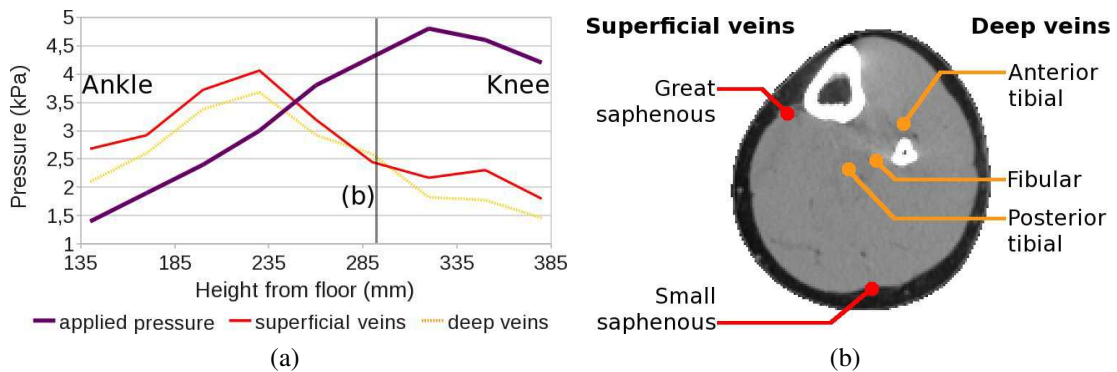 5
4,5
4
3,5
3
2,5
2
1,5
1
Pressure (kPa)
Ankle
Knee
(b)
135
185
235
285
335
385
Height from floor (mm)
applied pressure
superficial veins
deep veins
(a)
Superficial veins
Deep veins
Great
saphenous
Small
saphenous
Anterior
tibial
Fibular
Posterior
tibial
(b)